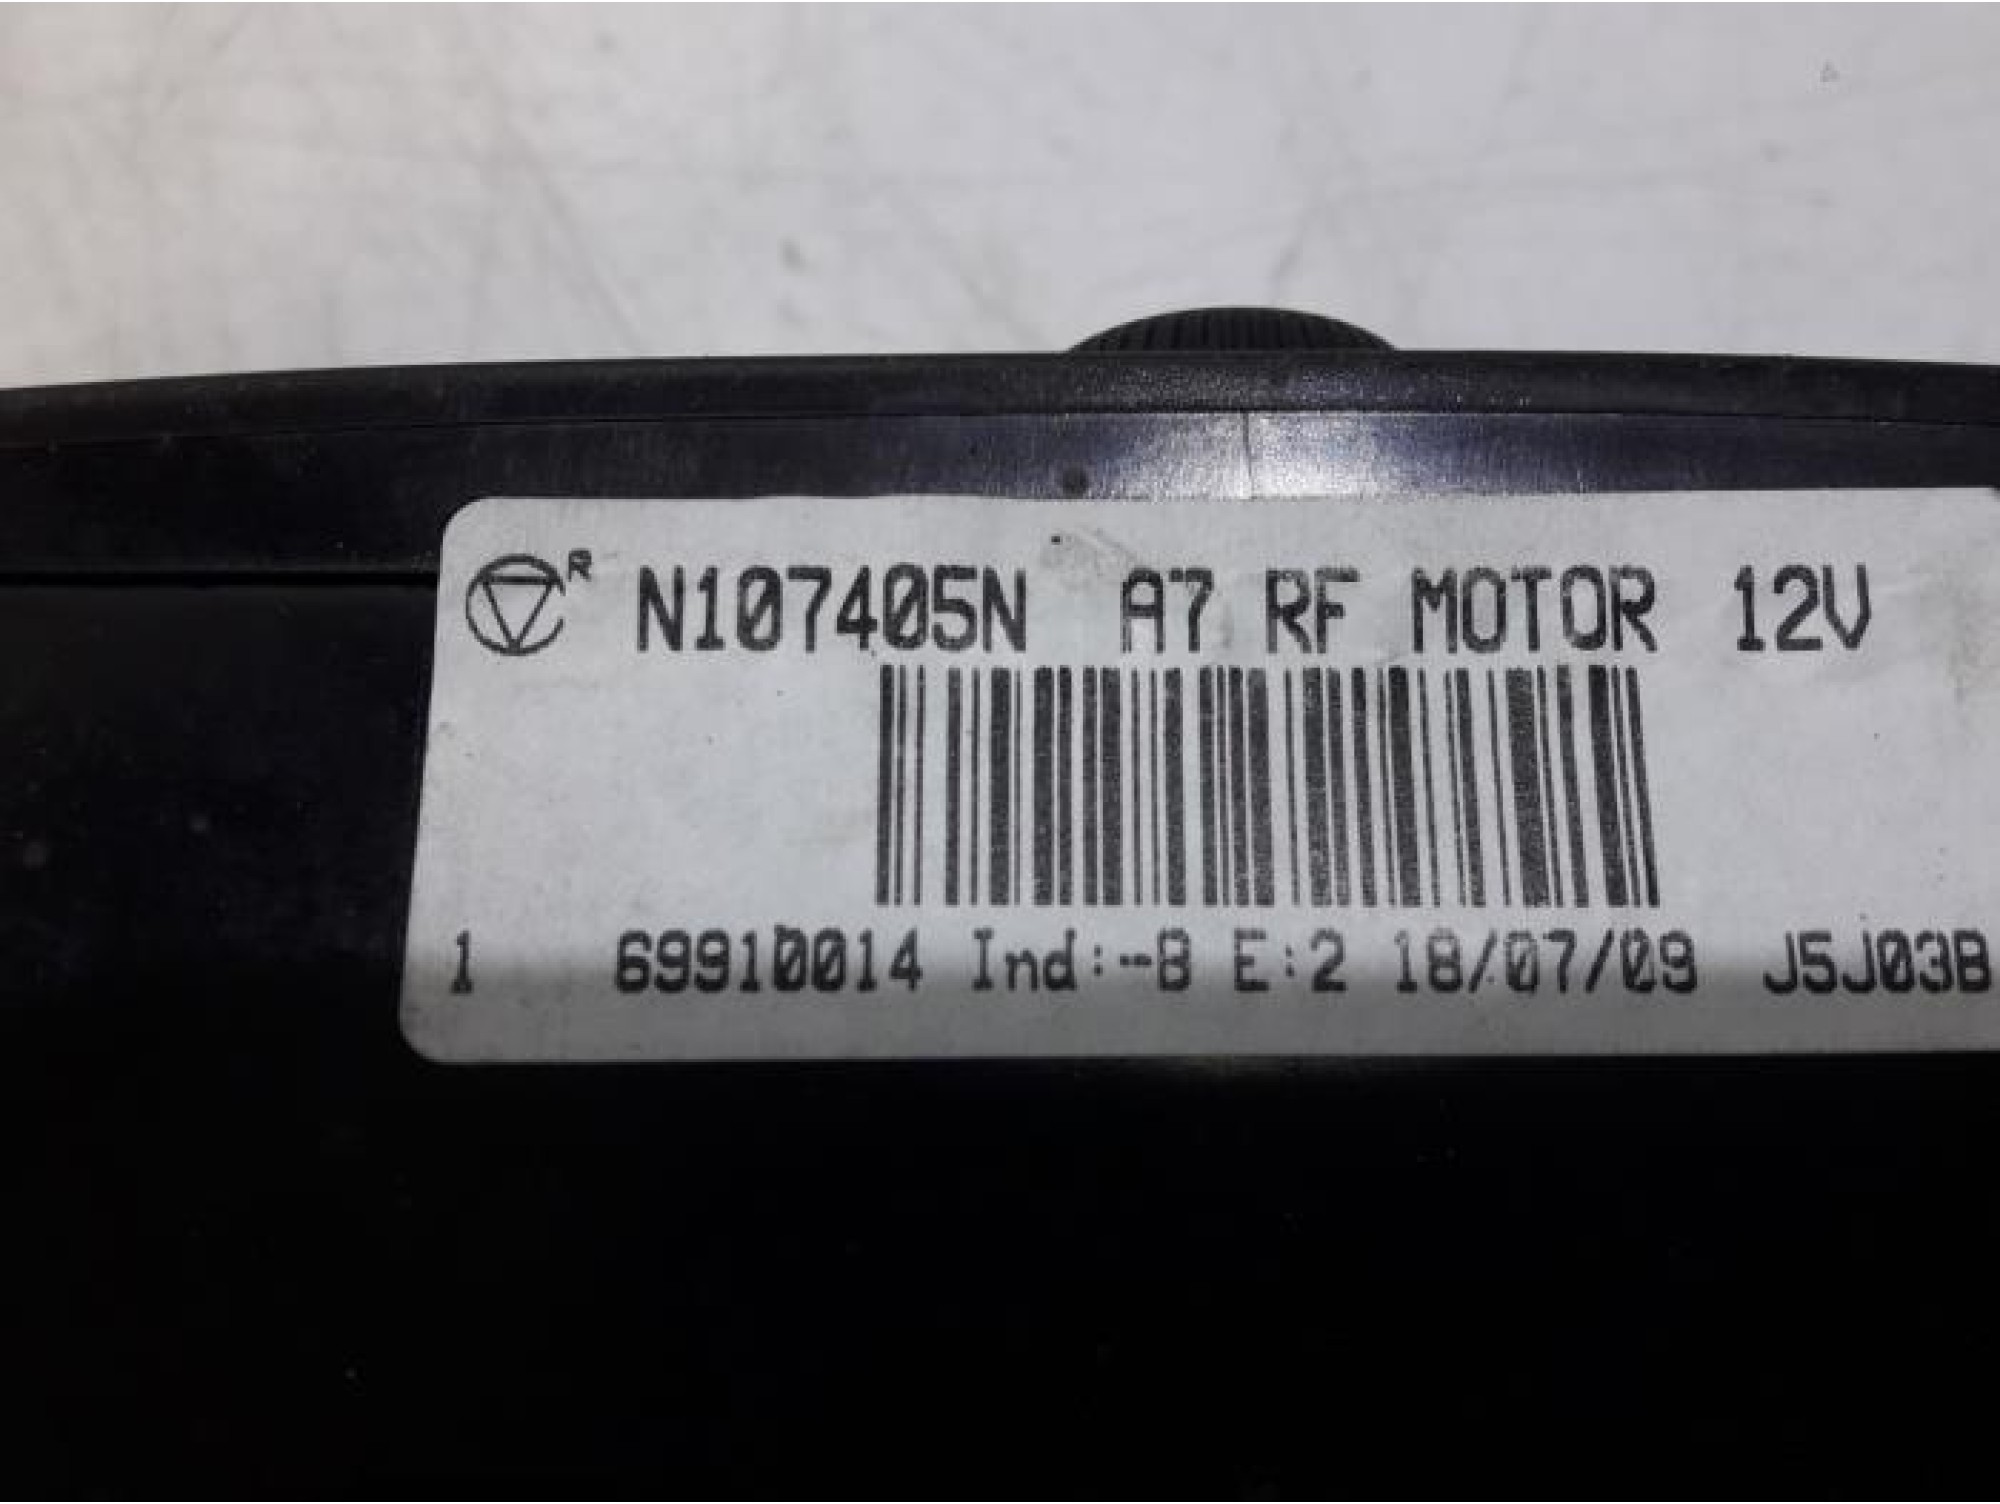 R N107405N A7 RF MOTOR 12V
1 69910014 Ind:-B E:2 18/07/09 J5J03B